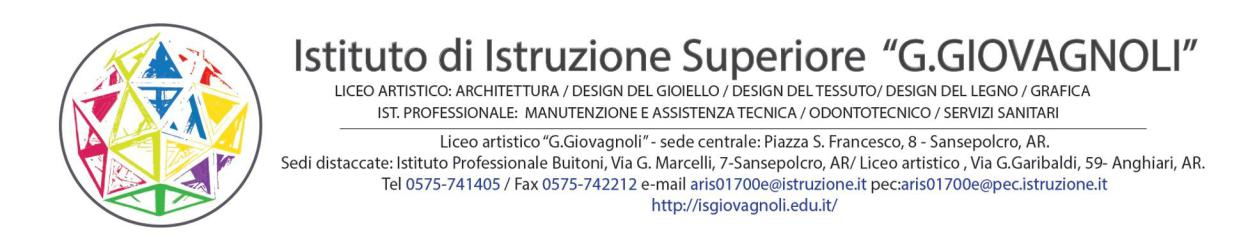 Istituto di Istruzione Superiore “G.GIOVAGNOLI”
LICEO ARTISTICO: ARCHITETTURA / DESIGN DEL GIOIELLO / DESIGN DEL TESSUTO/ DESIGN DEL LEGNO / GRAFICA
IST. PROFESSIONALE: MANUTENZIONE E ASSISTENZA TECNICA / ODONTOTECNICO / SERVIZI SANITARI
Liceo artistico “G.Giovagnoli” - sede centrale: Piazza S. Francesco, 8 - Sansepolcro, AR.
Sedi distaccate: Istituto Professionale Buitoni, Via G. Marcelli, 7-Sansepolcro, AR/ Liceo artistico , Via G.Garibaldi, 59- Anghiari, AR.
Tel 0575-741405 / Fax 0575-742212 e-mail aris01700e@istruzione.it pec:aris01700e@pec.istruzione.it
http://isgiovagnoli.edu.it/